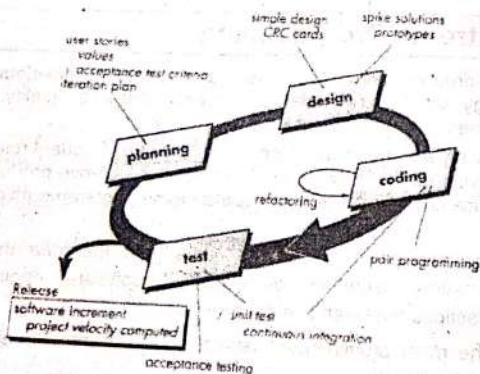 simple design
CRC cards
spike solutions
prototypes
user stories
values
acceptance test criteria
iteration plan
design
planning
coding
refactoring
pair programming
test
Release
software increment
project velocity computed
unit test
continuous integration
acceptance testing